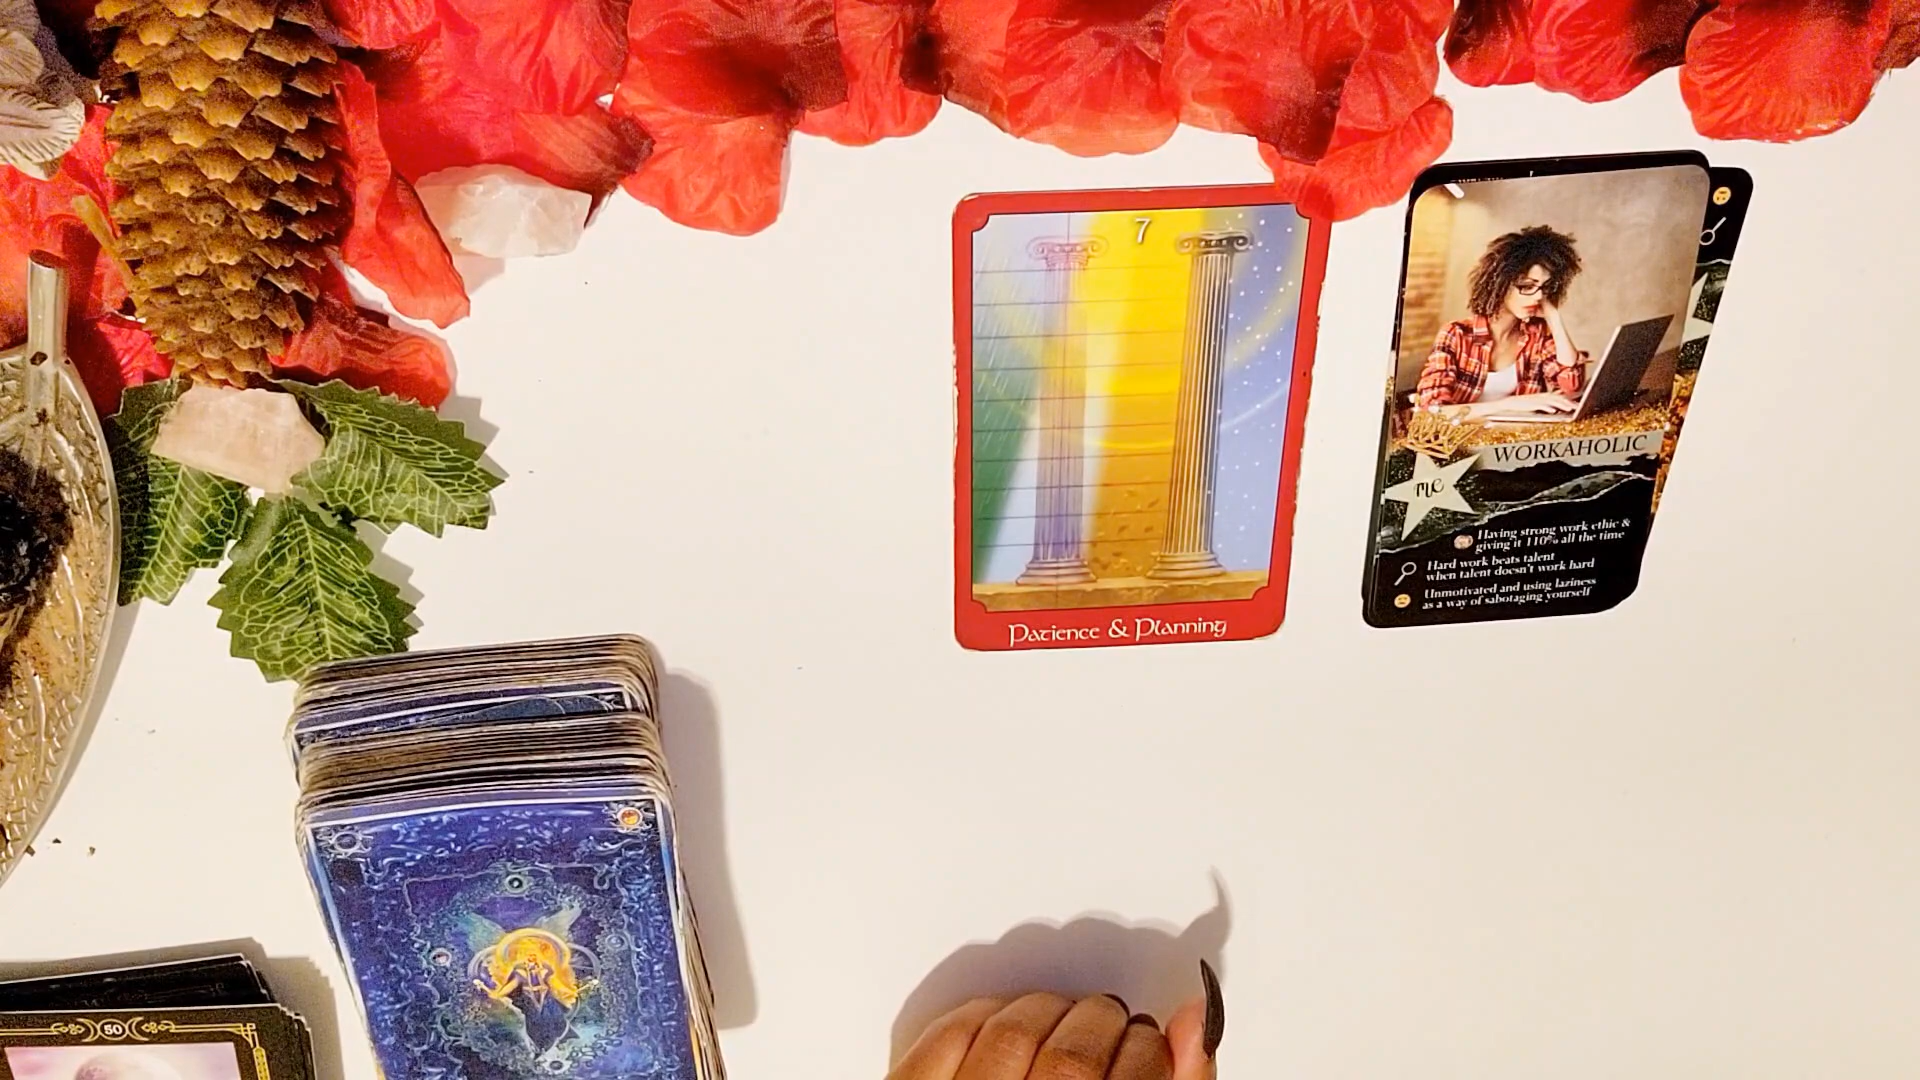 7
Patience & Planning
WORKAHOLIC
me
Having strong work ethic &
giving it 110% all the time
Hard work beats talent
when talent doesn't work hard
Unmotivated and using laziness
as a way of sabotaging yourself
50